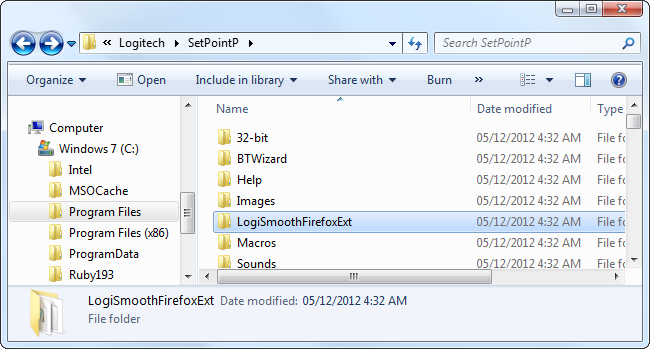 « Logitech ▸ SetPointP ▸
Search SetPointP
Organize Open Include in library Share with Burn »
Name Date modified Type
Computer
Windows 7 (C:)
Intel
MSOCache
Program Files
Program Files (x86)
ProgramData
Ruby193
32-bit 05/12/2012 4:32 AM File fo
BTWizard 05/12/2012 4:32 AM File fo
Help 05/12/2012 4:32 AM File fo
Images 05/12/2012 4:32 AM File fo
LogiSmoothFirefoxExt 05/12/2012 4:32 AM File fo
Macros 05/12/2012 4:32 AM File fo
Sounds 05/12/2012 4:32 AM File fo
LogiSmoothFirefoxExt Date modified: 05/12/2012 4:32 AM
File folder